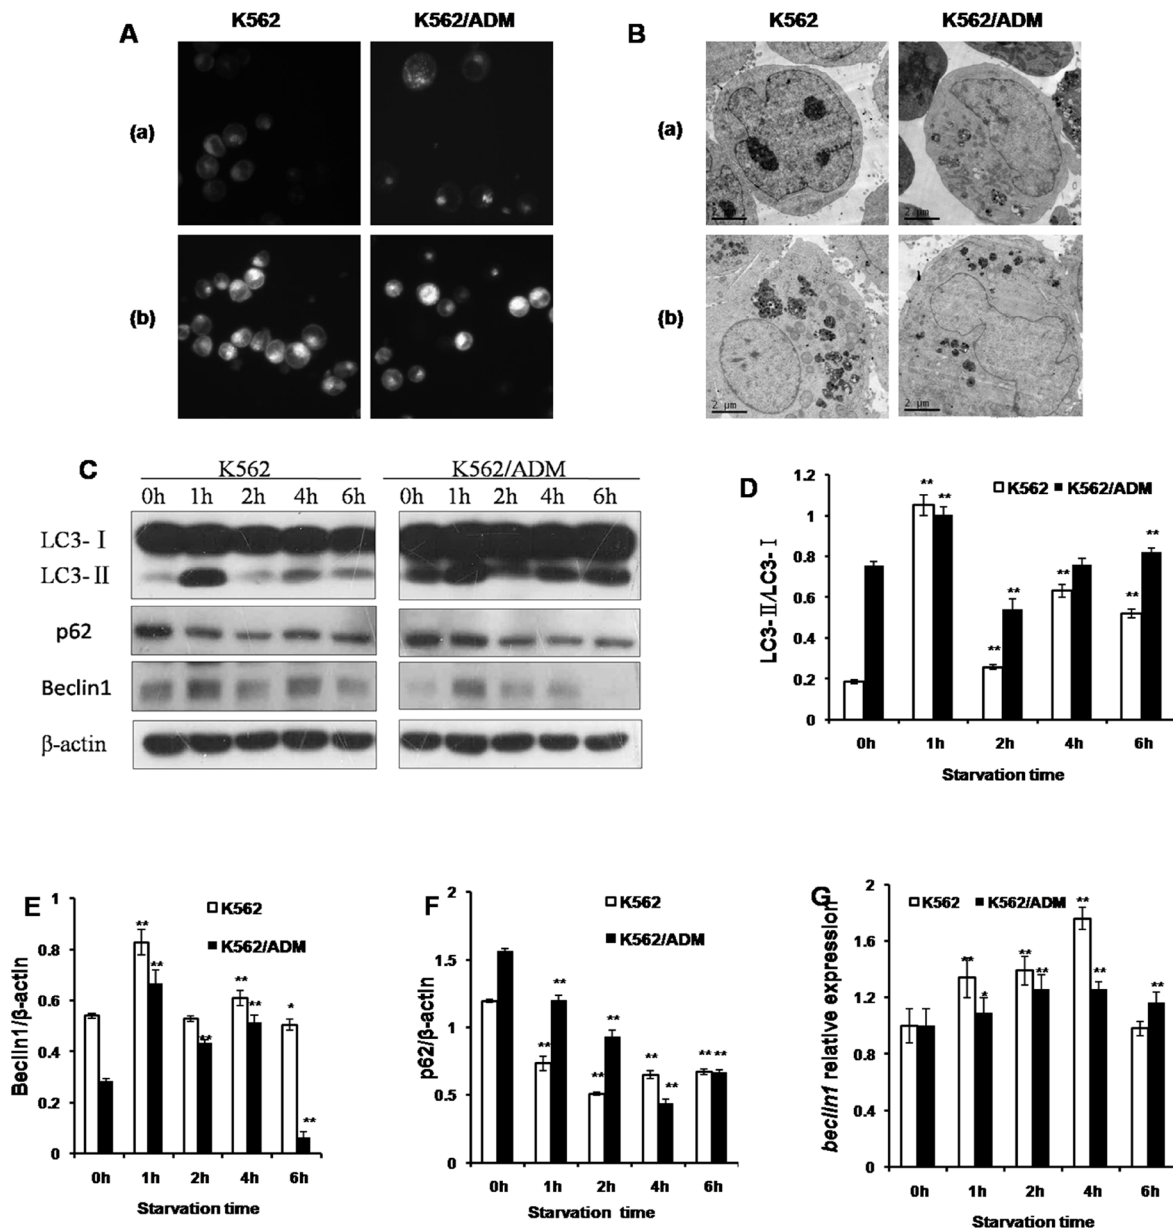 A K562 K562/ADM
(a)
(b)
B K562 K562/ADM
(a)
2 μm 2 μm
(b)
2 μm 2 μm
C K562 K562/ADM
0h 1h 2h 4h 6h 0h 1h 2h 4h 6h
LC3-Ⅰ
LC3-Ⅱ
p62
Beclin1
β-actin
D
K562 K562/ADM
LC3-Ⅱ/LC3-Ⅰ
1.2
1
0.8
0.6
0.4
0.2
0
** ** ** ** ** ** **
0h 1h 2h 4h 6h
Starvation time
E
K562
K562/ADM
Beclin1/β-actin
1
0.8
0.6
0.4
0.2
0
** ** ** ** ** * **
0h 1h 2h 4h 6h
Starvation time
F
K562
K562/ADM
p62/β-actin
2
1.5
1
0.5
0
** ** ** ** ** ** ** **
0h 1h 2h 4h 6h
Starvation time
G
K562 K562/ADM
beclin1 relative expression
2
1.6
1.2
0.8
0.4
0
** * ** ** ** ** **
0h 1h 2h 4h 6h
Starvation time